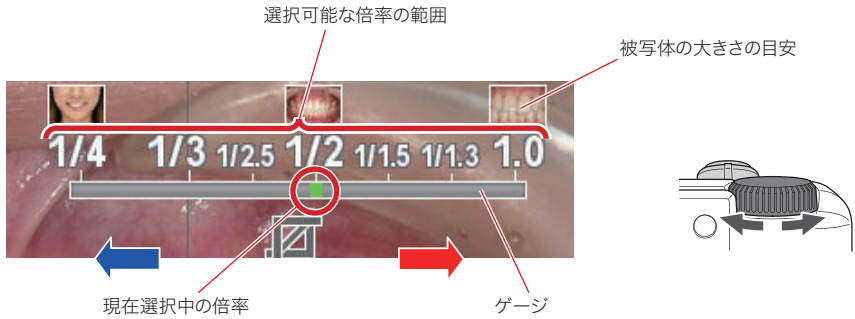 選択可能な倍率の範囲
被写体の大きさの目安
1/4 1/3 1/2.5 1/2 1/1.5 1/1.3 1.0
現在選択中の倍率
ゲージ